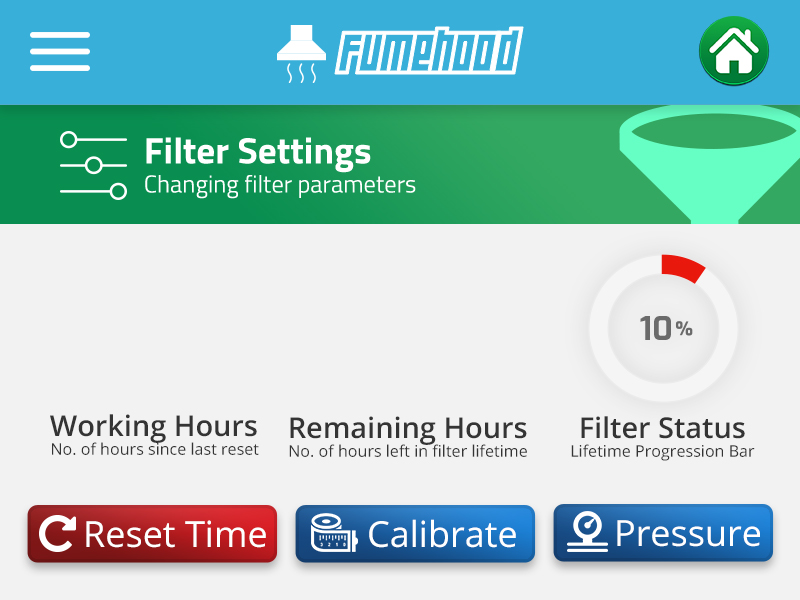 Fumehood
Filter Settings
Changing filter parameters
10%
Working Hours
No. of hours since last reset
Remaining Hours
No. of hours left in filter lifetime
Filter Status
Lifetime Progression Bar
Reset Time
Calibrate
Pressure